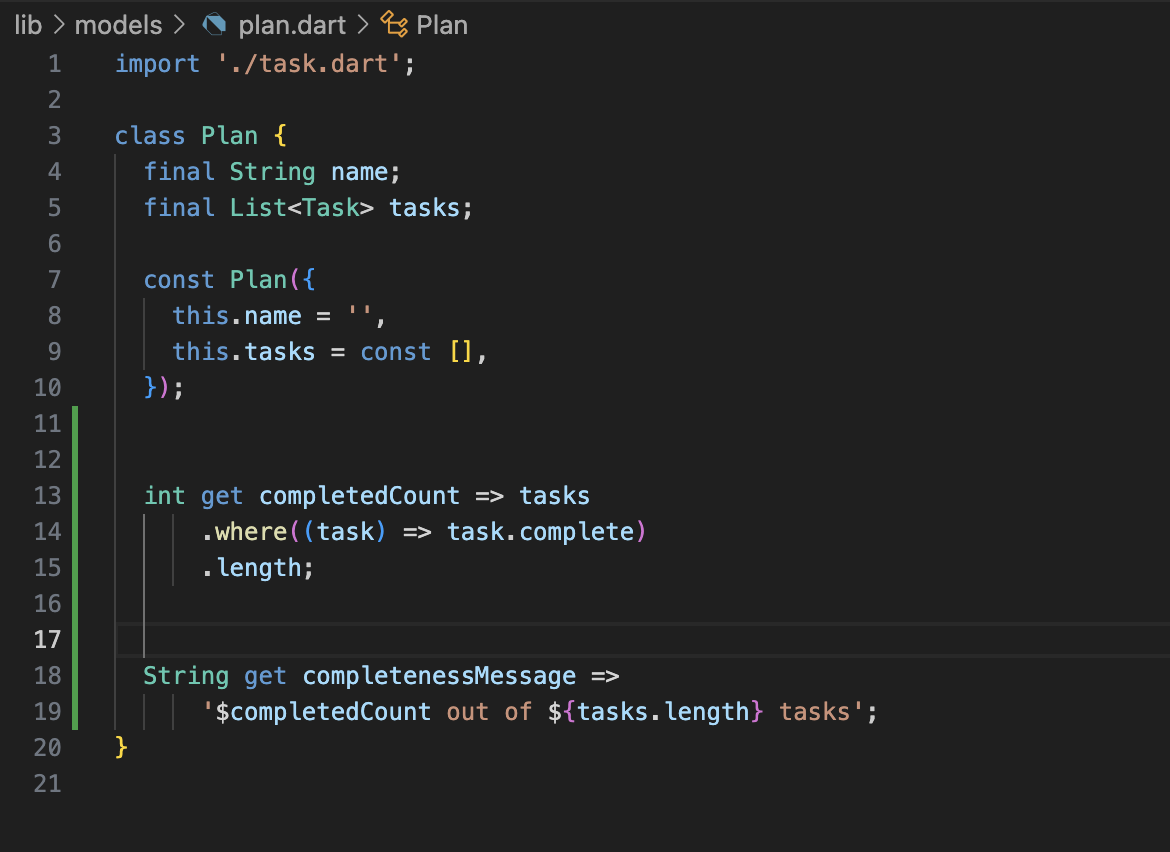 lib > models > plan.dart > Plan
1 import './task.dart';
2
3 class Plan {
4   final String name;
5   final List<Task> tasks;
6
7   const Plan({
8     this.name = '',
9     this.tasks = const [],
10   });
11
12
13   int get completedCount => tasks
14       .where((task) => task.complete)
15       .length;
16
17
18   String get completenessMessage =>
19       '$completedCount out of ${tasks.length} tasks';
20 }
21